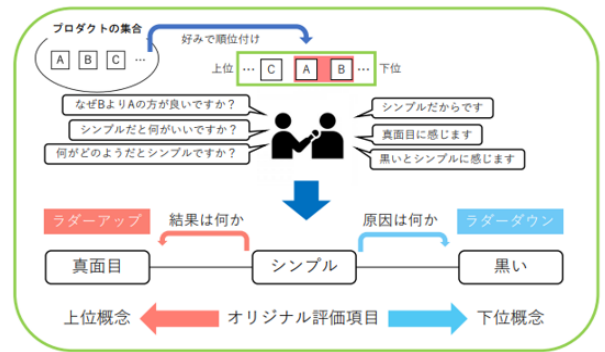 プロダクトの集合
A B C …
好みで順位付け
上位 … C A B … 下位
なぜBよりAの方が良いですか？
シンプルだと何がいいですか？
何がどのようだとシンプルですか？
シンプルだからです
真面目に感じます
黒いとシンプルに感じます
ラダーアップ
結果は何か
原因は何か
ラダーダウン
真面目
シンプル
黒い
上位概念
オリジナル評価項目
下位概念